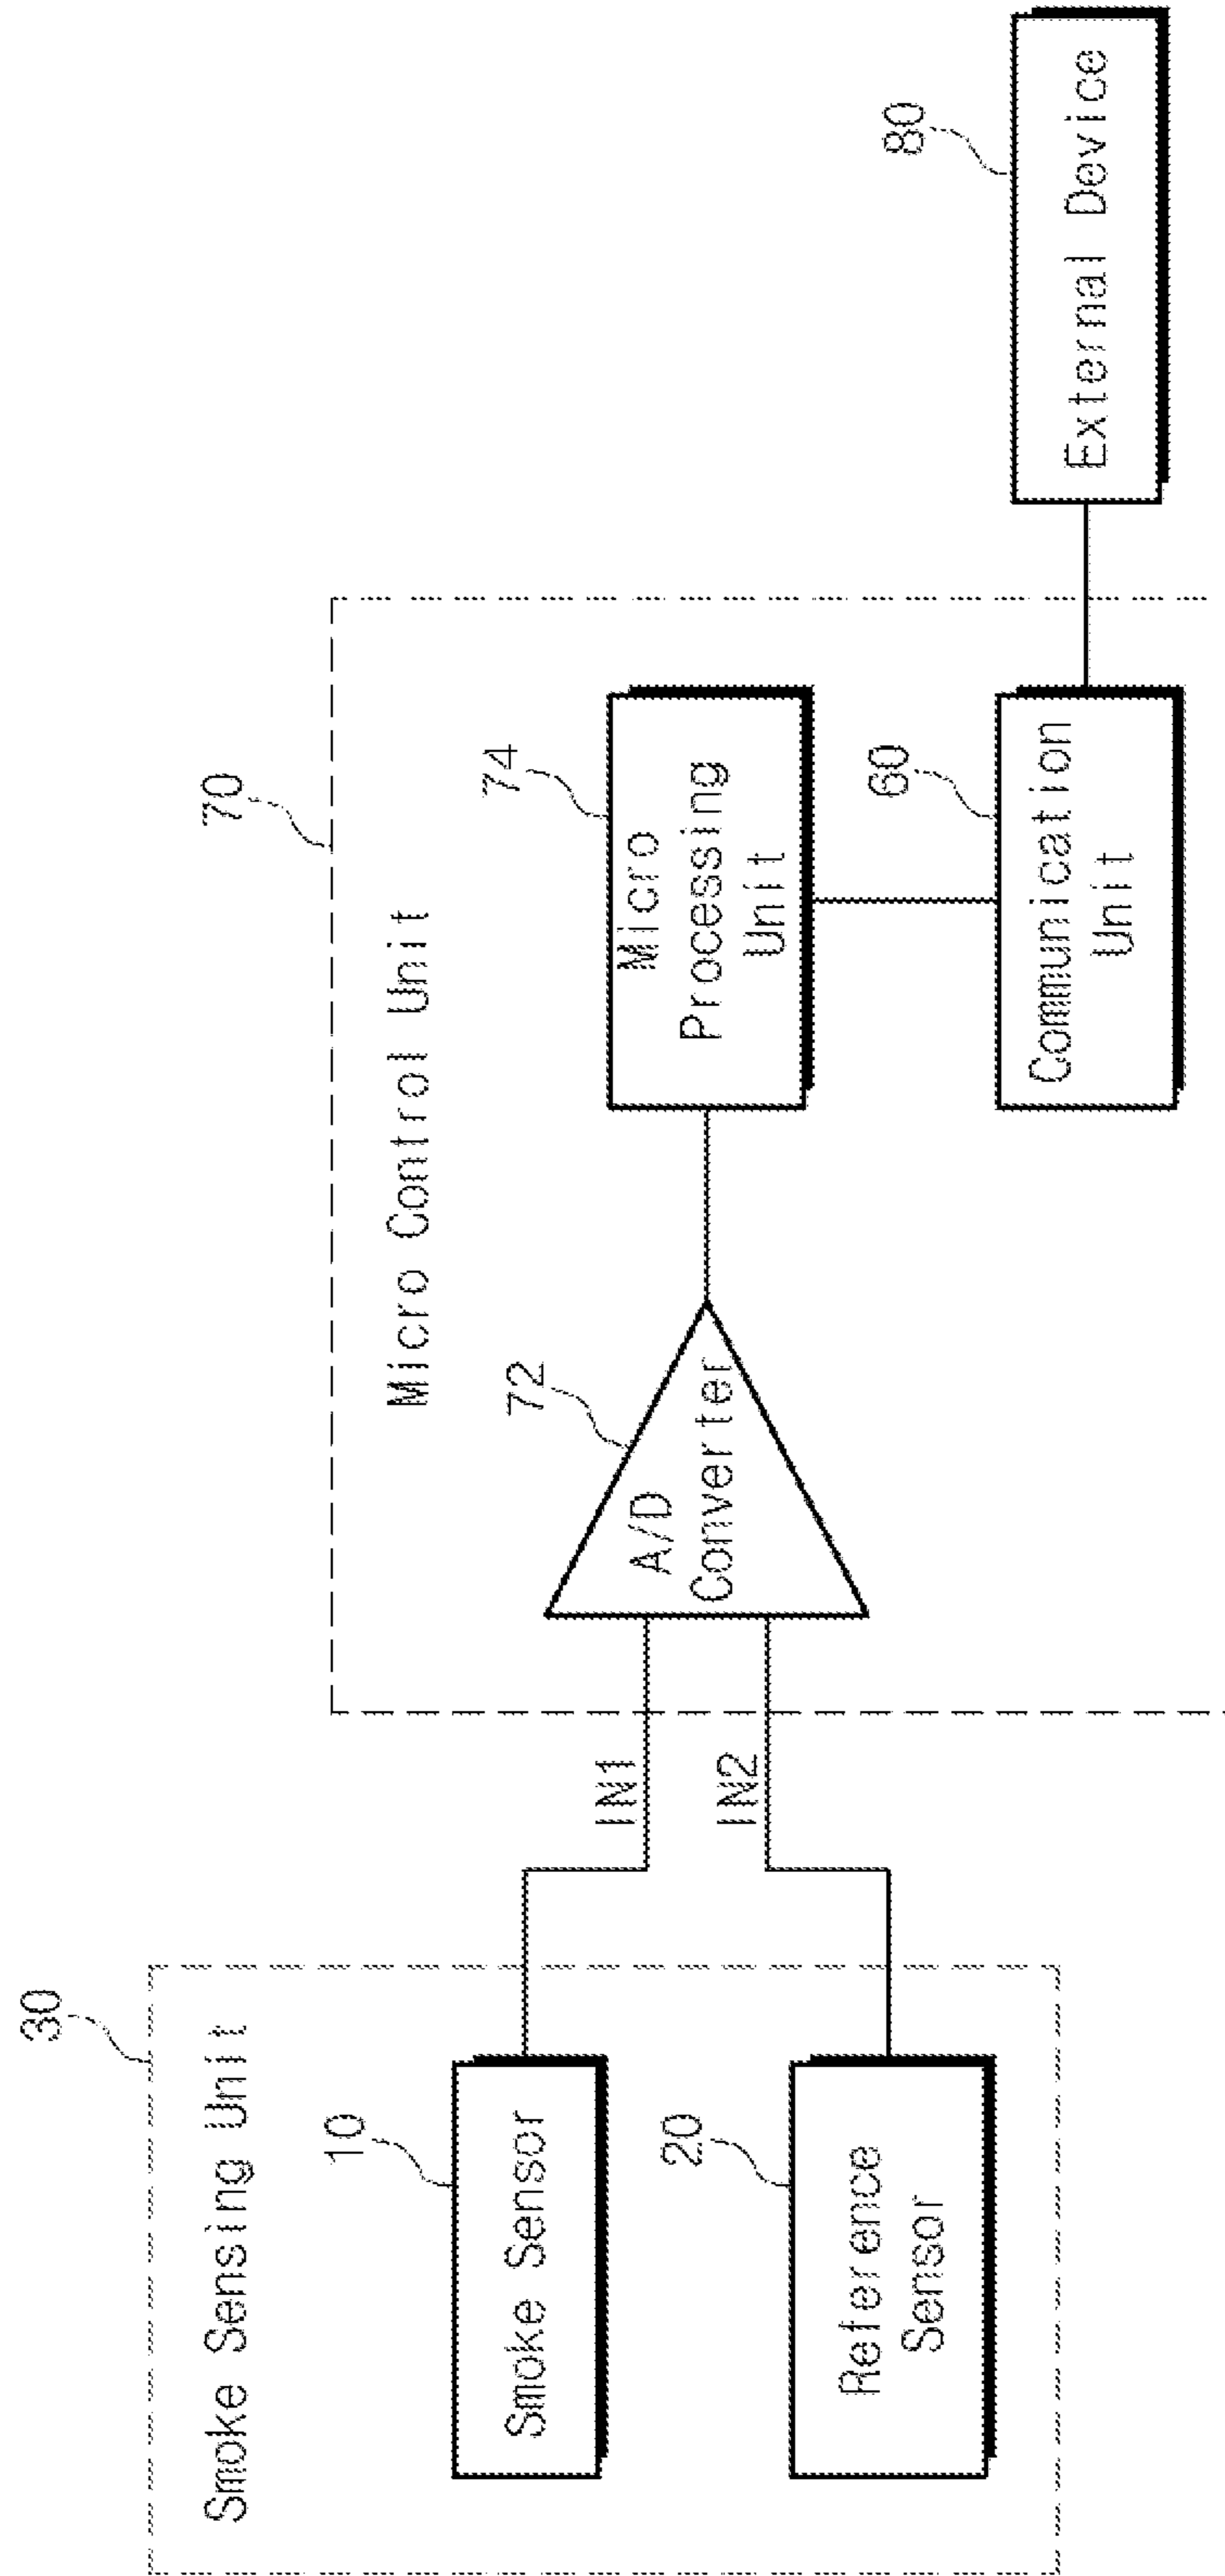 30
Smoke Sensing Unit
10
Smoke Sensor
20
Reference
Sensor
IN1
IN2
70
Micro Control Unit
72
A/D
Converter
74
Micro
Processing
Unit
60
Communication
Unit
80
External Device